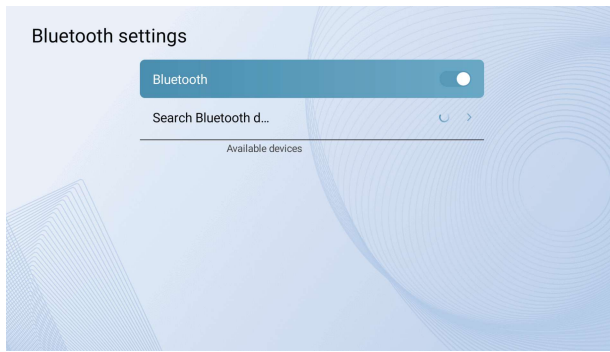 Bluetooth settings
Bluetooth
Search Bluetooth d...
Available devices